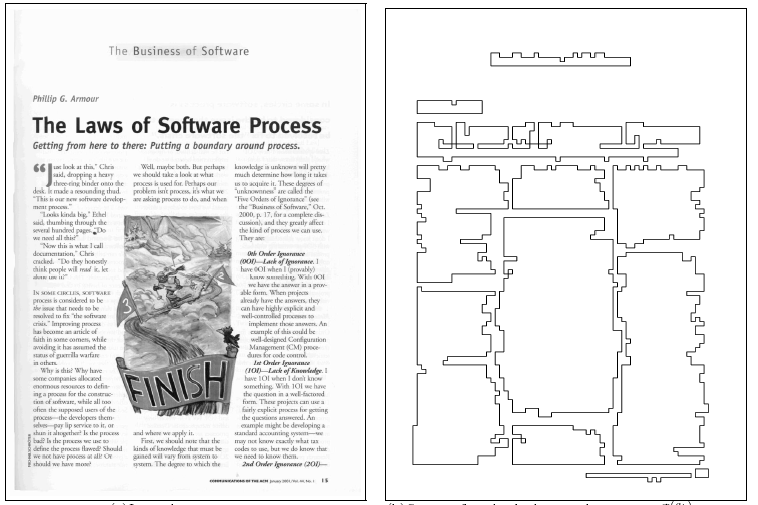 The Business of Software
Phillip G. Armour
The Laws of Software Process
Getting from here to there: Putting a boundary around process.
“Just look at this,” Chris
said, dropping a heavy
three-ring binder onto the
desk. It made a resounding thud.
“This is our new software develop-
ment process.”
“Looks kinda big,” Ethel
said, thumbing through the
several hundred pages. “Do
we need all this?”
“Now this is what I call
documentation,” Chris
cracked. “Do they honestly
think people will read it, let
alone use it?”
IN SOME CIRCLES, SOFTWARE
process is considered to be
the issue that needs to be
resolved to fix “the software
crisis.” Improving process
has become an article of
faith in some corners, while
avoiding it has assumed the
status of guerrilla warfare
in others.
Why is this? Why have
some companies allocated
enormous resources to defin-
ing a process for the construc-
tion of software, while all too
often the supposed users of the
process—the developers them-
selves—pay lip service to it, or
shun it altogether? Is the process
bad? Is the process we use to
define the process flawed? Should
we not have process at all? Or
should we have more?
Well, maybe both. But perhaps
we should take a look at what
process is used for. Perhaps our
problem isn't process, it's what we
are asking process to do, and when
3
FINISH
and where we apply it.
First, we should note that the
kinds of knowledge that must be
gained will vary from system to
system. The degree to which the
knowledge is unknown will pretty
much determine how long it takes
us to acquire it. These degrees of
“unknownness” are called the
“Five Orders of Ignorance” (see
the “Business of Software,” Oct.
2000, p. 17, for a complete dis-
cussion), and they greatly affect
the kind of process we can use.
They are:
0th Order Ignorance
(0OI)—Lack of Ignorance. I
have 0OI when I (provably)
know something. With 0OI
we have the answer in a prov-
able form. When projects
already have the answers, they
can have highly explicit and
well-controlled processes to
implement those answers. An
example of this could be
well-designed Configuration
Management (CM) proce-
dures for code control.
1st Order Ignorance
(1OI)—Lack of Knowledge. I
have 1OI when I don't know
something. With 1OI we have
the question in a well-factored
form. These projects can use a
fairly explicit process for getting
the questions answered. An
example might be developing a
standard accounting system—we
may not know exactly what tax
codes to use, but we do know that
we need to know them.
2nd Order Ignorance (2OI)—
COMMUNICATIONS OF THE ACM January 2001/Vol. 44, No. 1 15